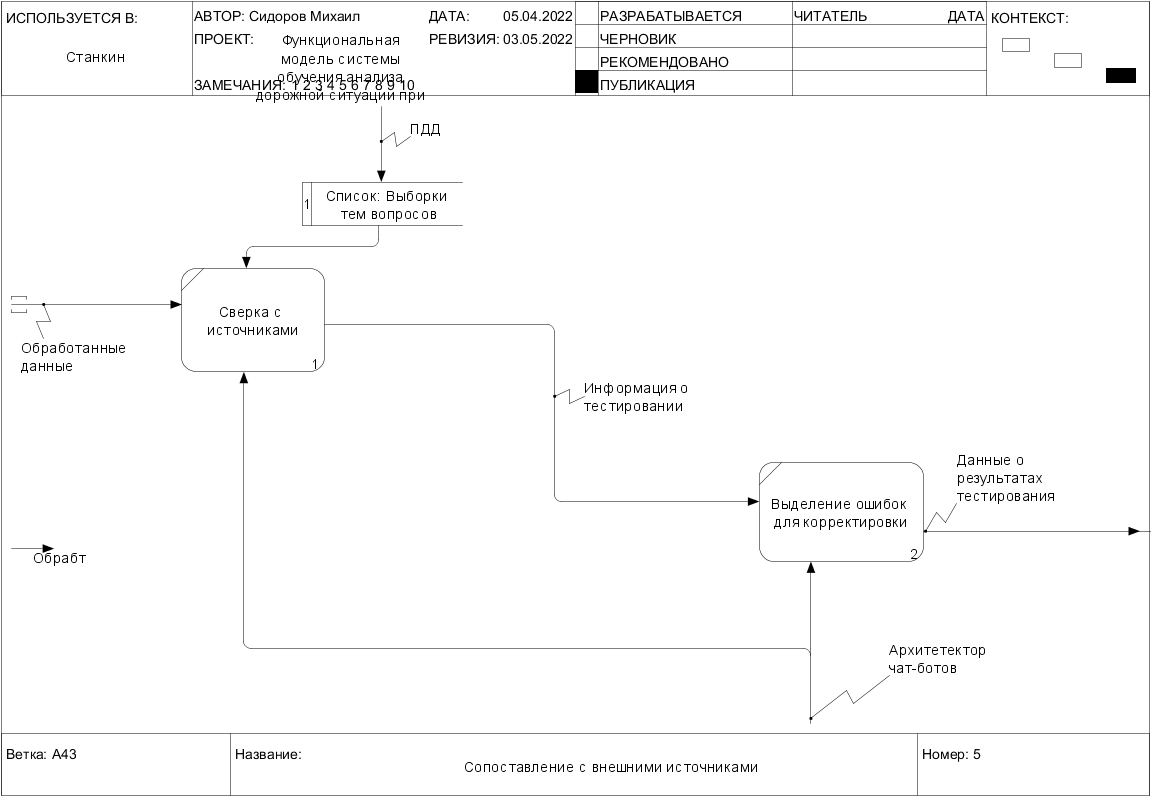 ИСПОЛЬЗУЕТСЯ В:
Станкин
АВТОР: Сидоров Михаил
ДАТА: 05.04.2022
ПРОЕКТ: Функциональная
модель системы
обучения анализа
дорожной ситуации при
РЕВИЗИЯ: 03.05.2022
ЗАМЕЧАНИЯ: 1 2 3 4 5 6 7 8 9 10
РАЗРАБАТЫВАЕТСЯ
ЧЕРНОВИК
РЕКОМЕНДОВАНО
ПУБЛИКАЦИЯ
ЧИТАТЕЛЬ ДАТА
КОНТЕКСТ:
ПДД
1
Список: Выборки
тем вопросов
Сверка с
источниками
1
Обработанные
данные
Информация о
тестировании
Данные о
результатах
тестирования
Выделение ошибок
для корректировки
2
Обрабт
Архитетектор
чат-ботов
Ветка: A43
Название:
Сопоставление с внешними источниками
Номер: 5